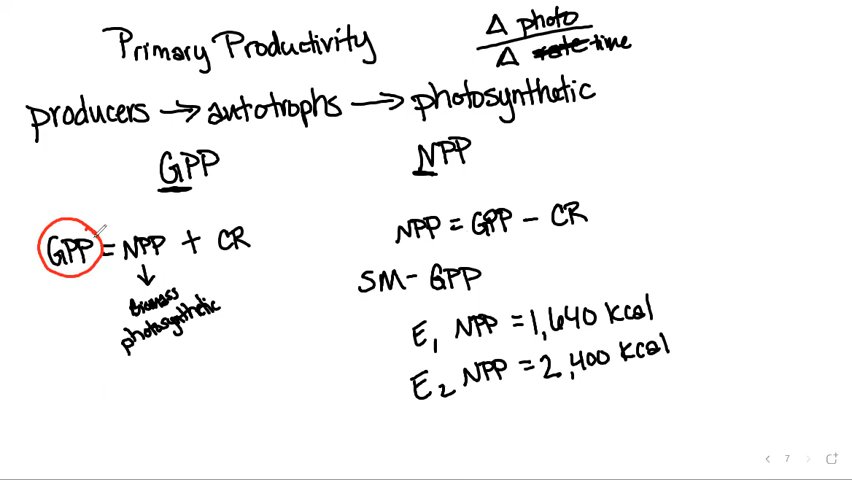 Primary Productivity
Δ photo
Δ rate time
producers → autotrophs → photosynthetic
GPP
NPP
GPP = NPP + CR
↓
Biomass
photosynthetic
NPP = GPP - CR
SM- GPP
E1 NPP = 1,640 kcal
E2 NPP = 2,400 kcal
7